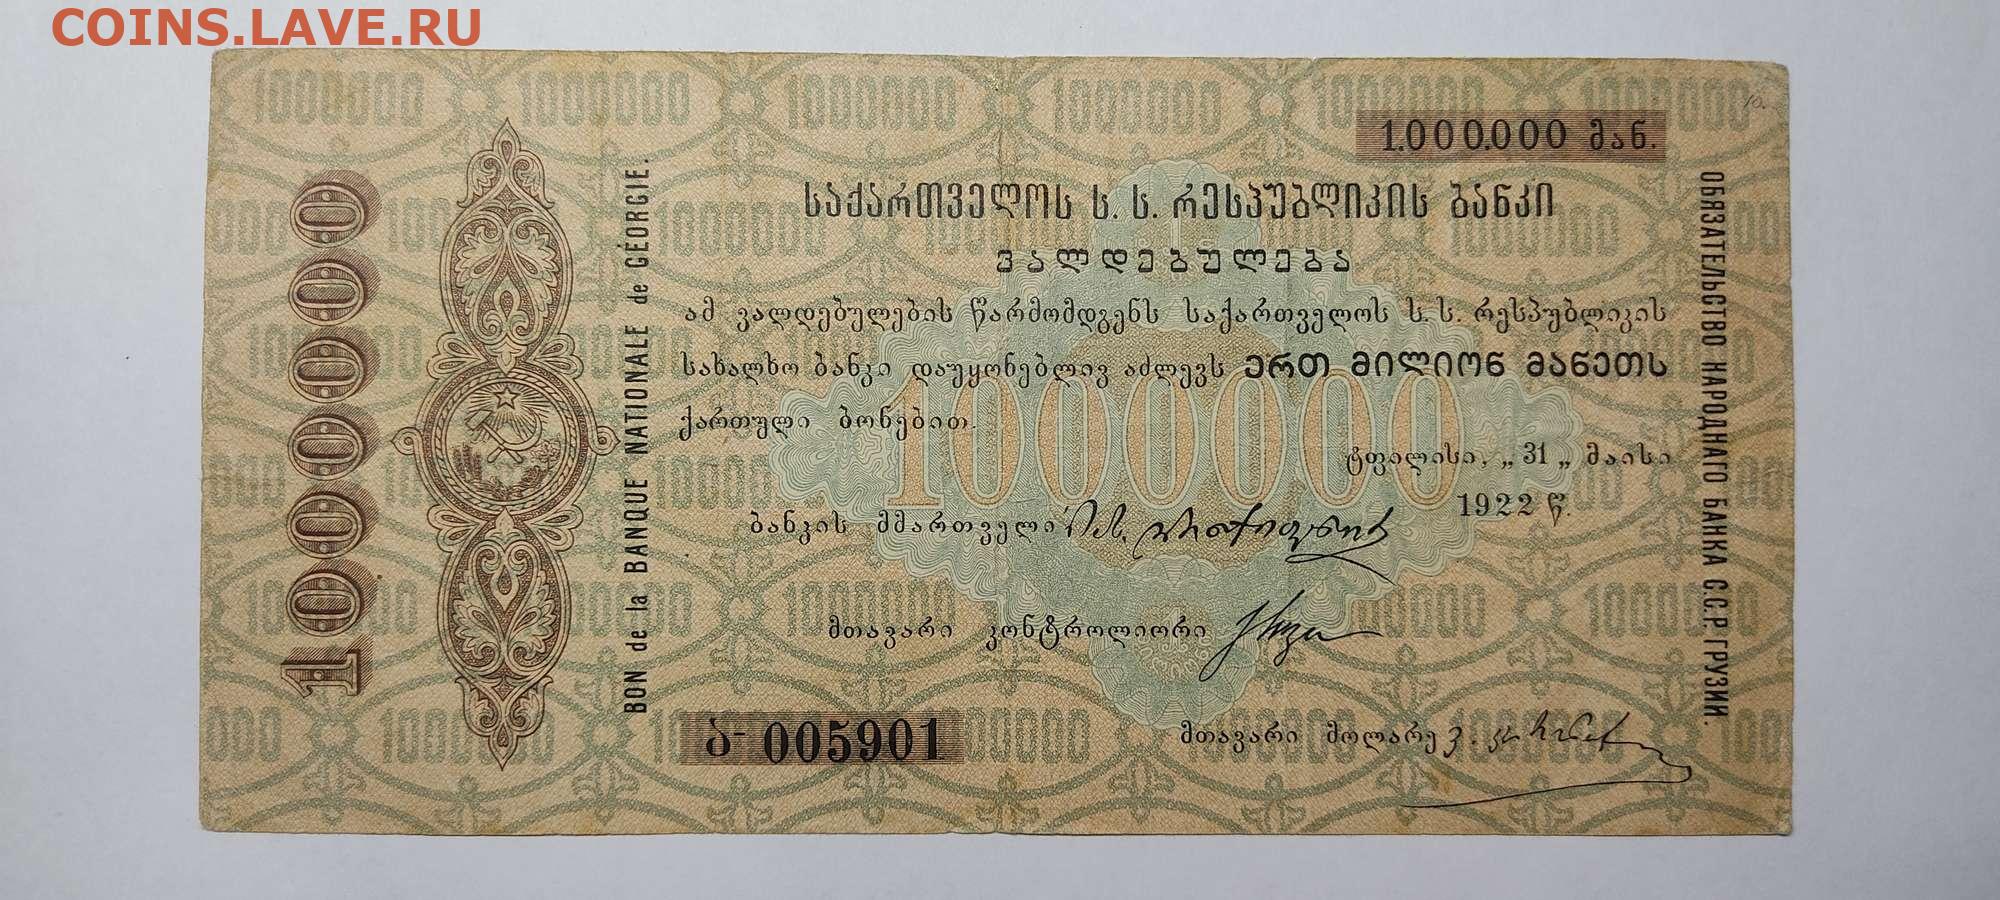 COINS.LAVE.RU
1000000
BON de la BANQUE NATIONALE de GÉORGIE.
1.000.000 მან.
საქართველოს ს. ს. რესპუბლიკის ბანკი
ვალდებულება
ამ ვალდებულების წარმომდგენს საქართველოს ს. ს. რესპუბლიკის
სახალხო ბანკი დაუყონებლივ აძლევს ერთ მილიონ მანეთს
ქართული ბონებით.
1000000
ტფილისი, „31„ მაისი
1922 წ.
ბანკის მმართველი
მთავარი კონტროლიორი
მთავარი მოლარე
ბ- 005901
ОБЯЗАТЕЛЬСТВО НАРОДНАГО БАНКА С.С.Р. ГРУЗИИ.